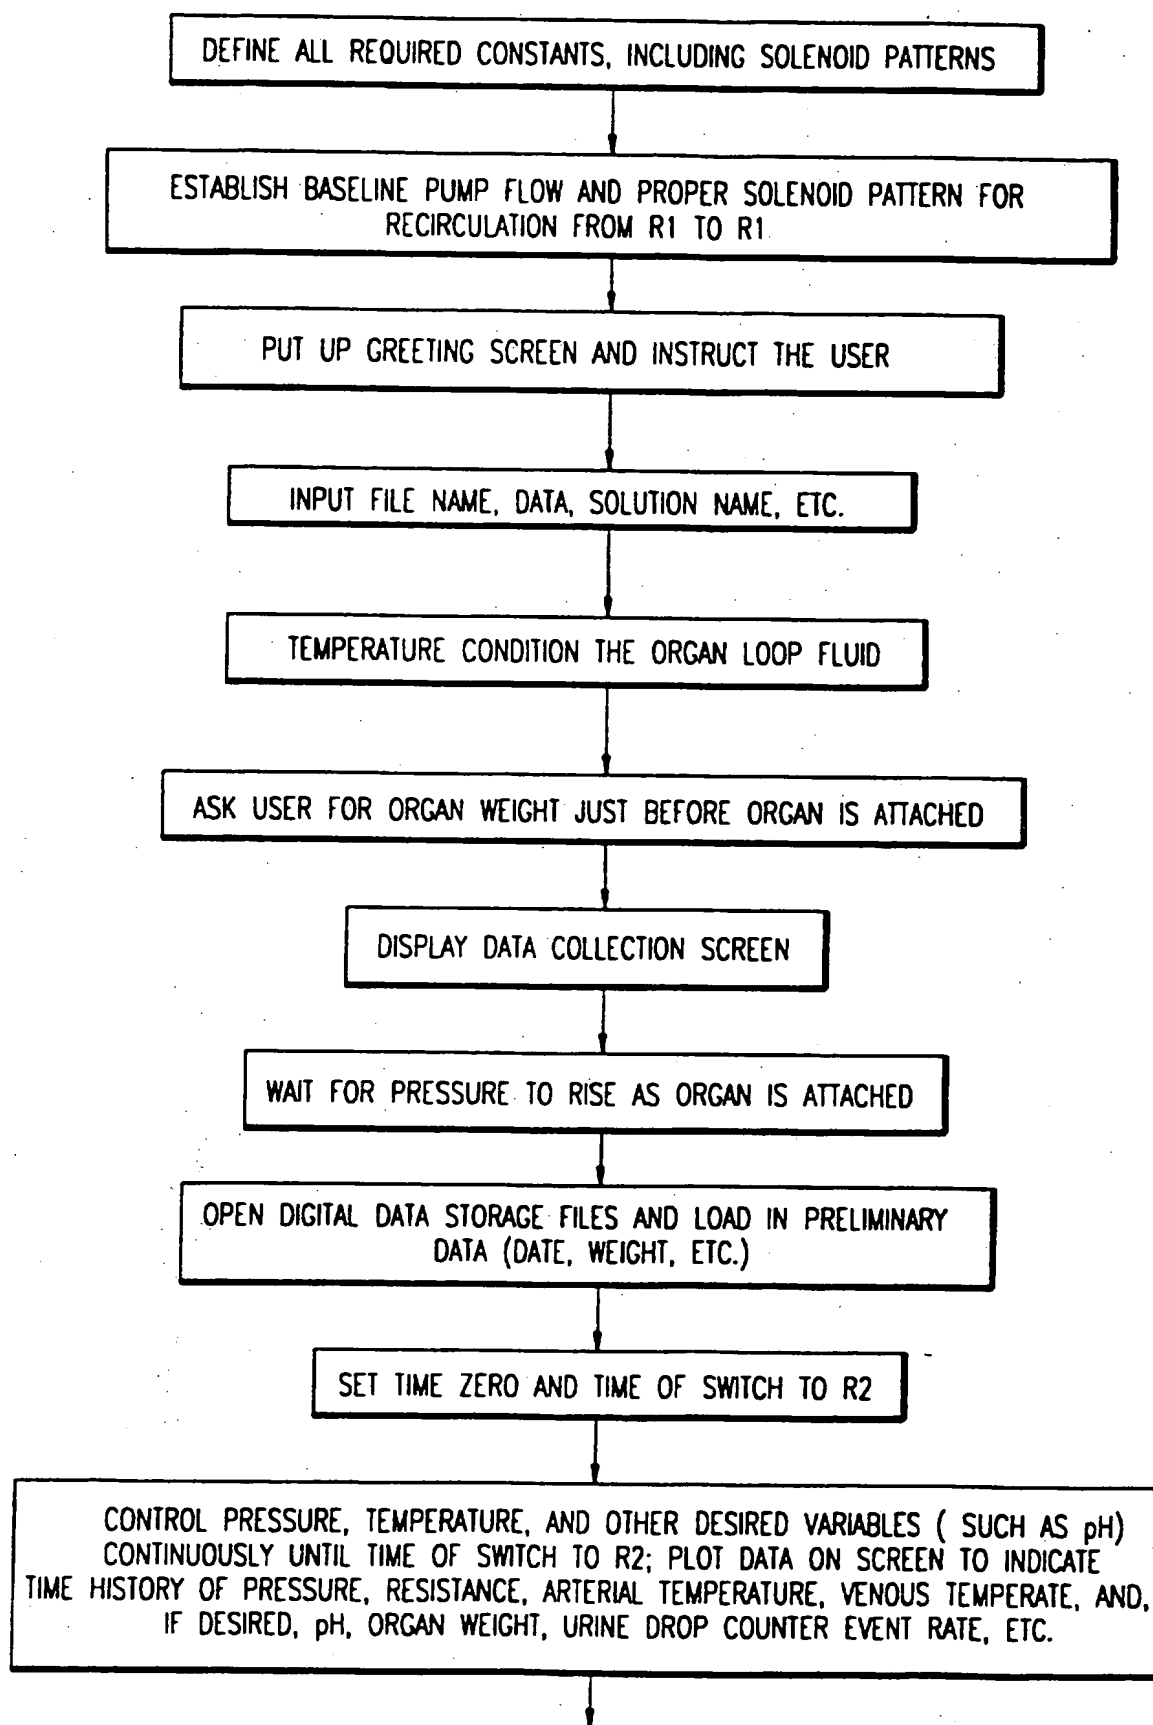 DEFINE ALL REQUIRED CONSTANTS, INCLUDING SOLENOID PATTERNS
ESTABLISH BASELINE PUMP FLOW AND PROPER SOLENOID PATTERN FOR
RECIRCULATION FROM R1 TO R1
PUT UP GREETING SCREEN AND INSTRUCT THE USER
INPUT FILE NAME, DATA, SOLUTION NAME, ETC.
TEMPERATURE CONDITION THE ORGAN LOOP FLUID
ASK USER FOR ORGAN WEIGHT JUST BEFORE ORGAN IS ATTACHED
DISPLAY DATA COLLECTION SCREEN
WAIT FOR PRESSURE TO RISE AS ORGAN IS ATTACHED
OPEN DIGITAL DATA STORAGE FILES AND LOAD IN PRELIMINARY
DATA (DATE, WEIGHT, ETC.)
SET TIME ZERO AND TIME OF SWITCH TO R2
CONTROL PRESSURE, TEMPERATURE, AND OTHER DESIRED VARIABLES ( SUCH AS pH)
CONTINUOUSLY UNTIL TIME OF SWITCH TO R2; PLOT DATA ON SCREEN TO INDICATE
TIME HISTORY OF PRESSURE, RESISTANCE, ARTERIAL TEMPERATURE, VENOUS TEMPERATE, AND,
IF DESIRED, pH, ORGAN WEIGHT, URINE DROP COUNTER EVENT RATE, ETC.